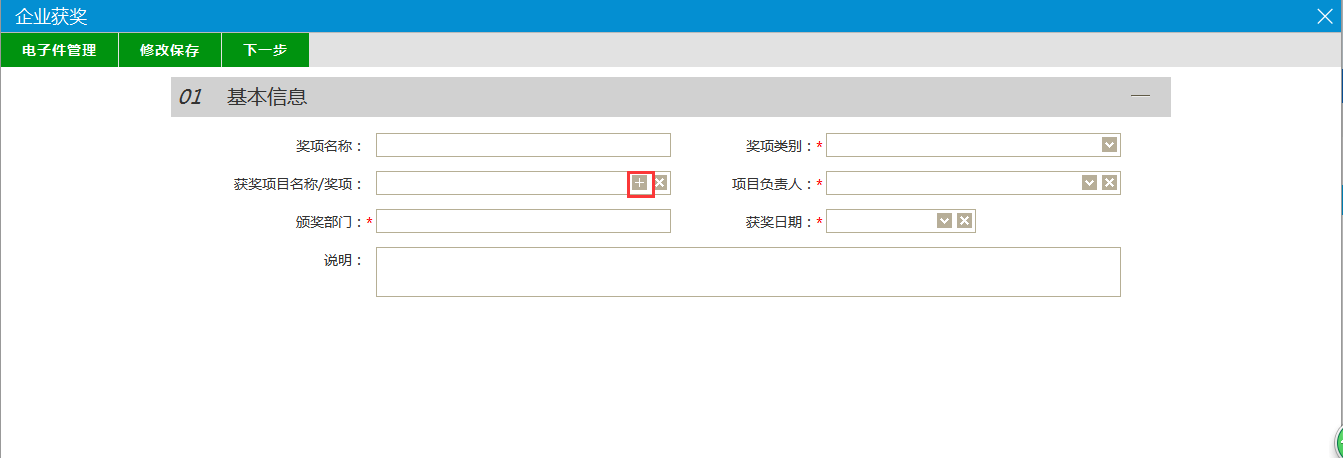 企业获奖
电子件管理 修改保存 下一步
01 基本信息
奖项名称： 奖项类别：*
获奖项目名称/奖项： 项目负责人：*
颁奖部门：* 获奖日期：*
说明：